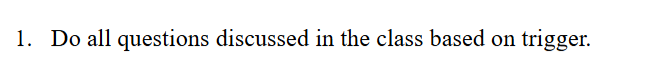 1. Do all questions discussed in the class based on trigger.